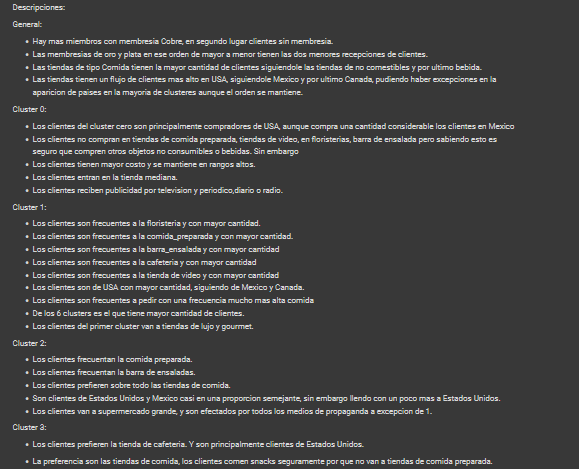 Descripciones:
General:
• Hay mas miembros con membresia Cobre, en segundo lugar clientes sin membresia.
• Las membresias de oro y plata en ese orden de mayor a menor tienen las dos menores recepciones de clientes.
• Las tiendas de tipo Comida tienen la mayor cantidad de clientes siguiendole las tiendas de no comestibles y por ultimo bebida.
• Las tiendas tienen un flujo de clientes mas alto en USA, siguiendole Mexico y por ultimo Canada, pudiendo haber excepciones en la
aparicion de paises en la mayoria de clusteres aunque el orden se mantiene.
Cluster 0:
• Los clientes del cluster cero son principalmente compradores de USA, aunque compra una cantidad considerable los clientes en Mexico
• Los clientes no compran en tiendas de comida preparada, tiendas de video, en floristerias, barra de ensalada pero sabiendo esto es
seguro que compren otros objetos no consumibles o bebidas. Sin embargo
• Los clientes tienen mayor costo y se mantiene en rangos altos.
• Los clientes entran en la tienda mediana.
• Los clientes reciben publicidad por television y periodico,diario o radio.
Cluster 1:
• Los clientes son frecuentes a la floristeria y con mayor cantidad.
• Los clientes son frecuentes a la comida_preparada y con mayor cantidad.
• Los clientes son frecuentes a la barra_ensalada y con mayor cantidad
• Los clientes son frecuentes a la cafeteria y con mayor cantidad
• Los clientes son frecuentes a la tienda de video y con mayor cantidad
• Los clientes son de USA con mayor cantidad, siguiendo de Mexico y Canada.
• Los clientes son frecuentes a pedir con una frecuencia mucho mas alta comida
• De los 6 clusters es el que tiene mayor cantidad de clientes.
• Los clientes del primer cluster van a tiendas de lujo y gourmet.
Cluster 2:
• Los clientes frecuentan la comida preparada.
• Los clientes frecuentan la barra de ensaladas.
• Los clientes prefieren sobre todo las tiendas de comida.
• Son clientes de Estados Unidos y Mexico casi en una proporcion semejante, sin embargo llendo con un poco mas a Estados Unidos.
• Los clientes van a supermercado grande, y son efectados por todos los medios de propaganda a excepcion de 1.
Cluster 3:
• Los clientes prefieren la tienda de cafeteria. Y son principalmente clientes de Estados Unidos.
• La preferencia son las tiendas de comida, los clientes comen snacks seguramente por que no van a tiendas de comida preparada.